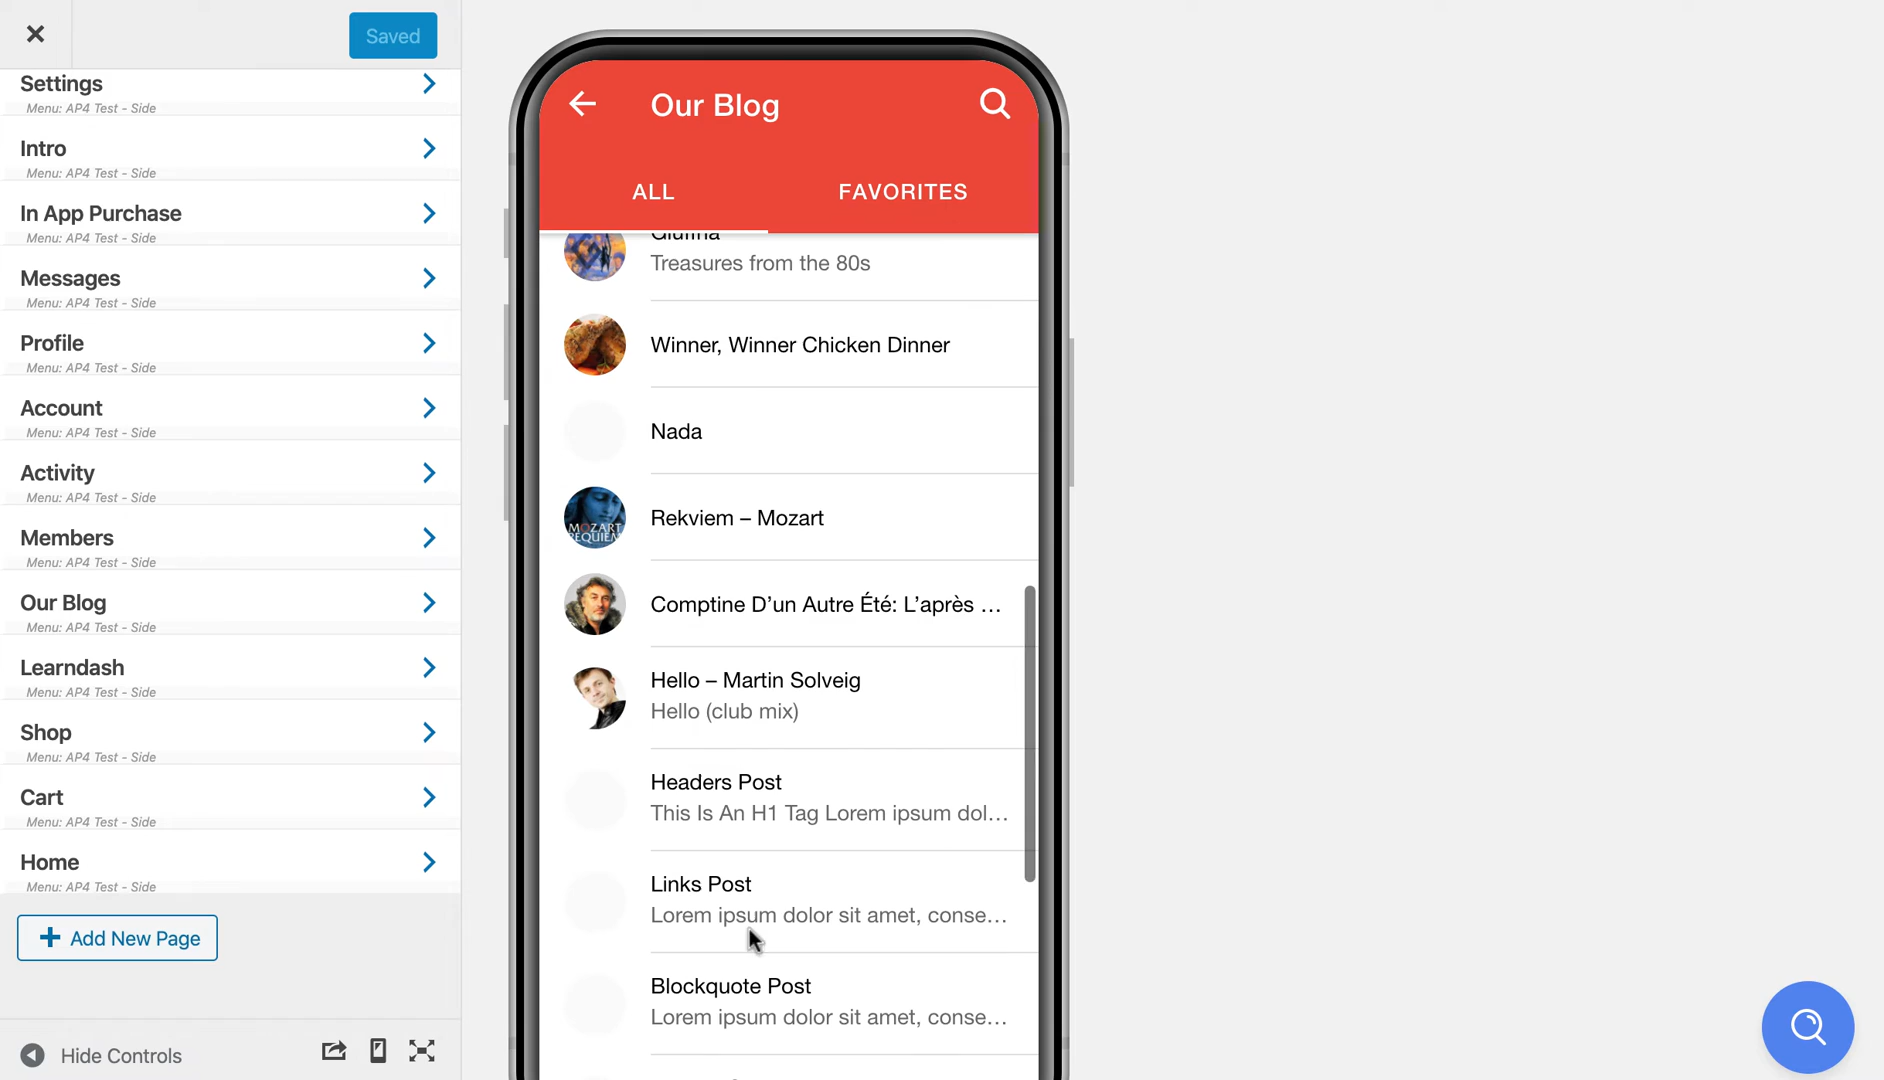 Saved
Settings
Menu: AP4 Test - Side
Intro
Menu: AP4 Test - Side
In App Purchase
Menu: AP4 Test - Side
Messages
Menu: AP4 Test - Side
Profile
Menu: AP4 Test - Side
Account
Menu: AP4 Test - Side
Activity
Menu: AP4 Test - Side
Members
Menu: AP4 Test - Side
Our Blog
Menu: AP4 Test - Side
Learndash
Menu: AP4 Test - Side
Shop
Menu: AP4 Test - Side
Cart
Menu: AP4 Test - Side
Home
Menu: AP4 Test - Side
Add New Page
Hide Controls
Our Blog
ALL FAVORITES
Treasures from the 80s
Winner, Winner Chicken Dinner
Nada
MOZART
REQUIEM
Rekviem – Mozart
Comptine D’un Autre Été: L’après …
Hello – Martin Solveig
Hello (club mix)
Headers Post
This Is An H1 Tag Lorem ipsum dol…
Links Post
Lorem ipsum dolor sit amet, conse…
Blockquote Post
Lorem ipsum dolor sit amet, conse…